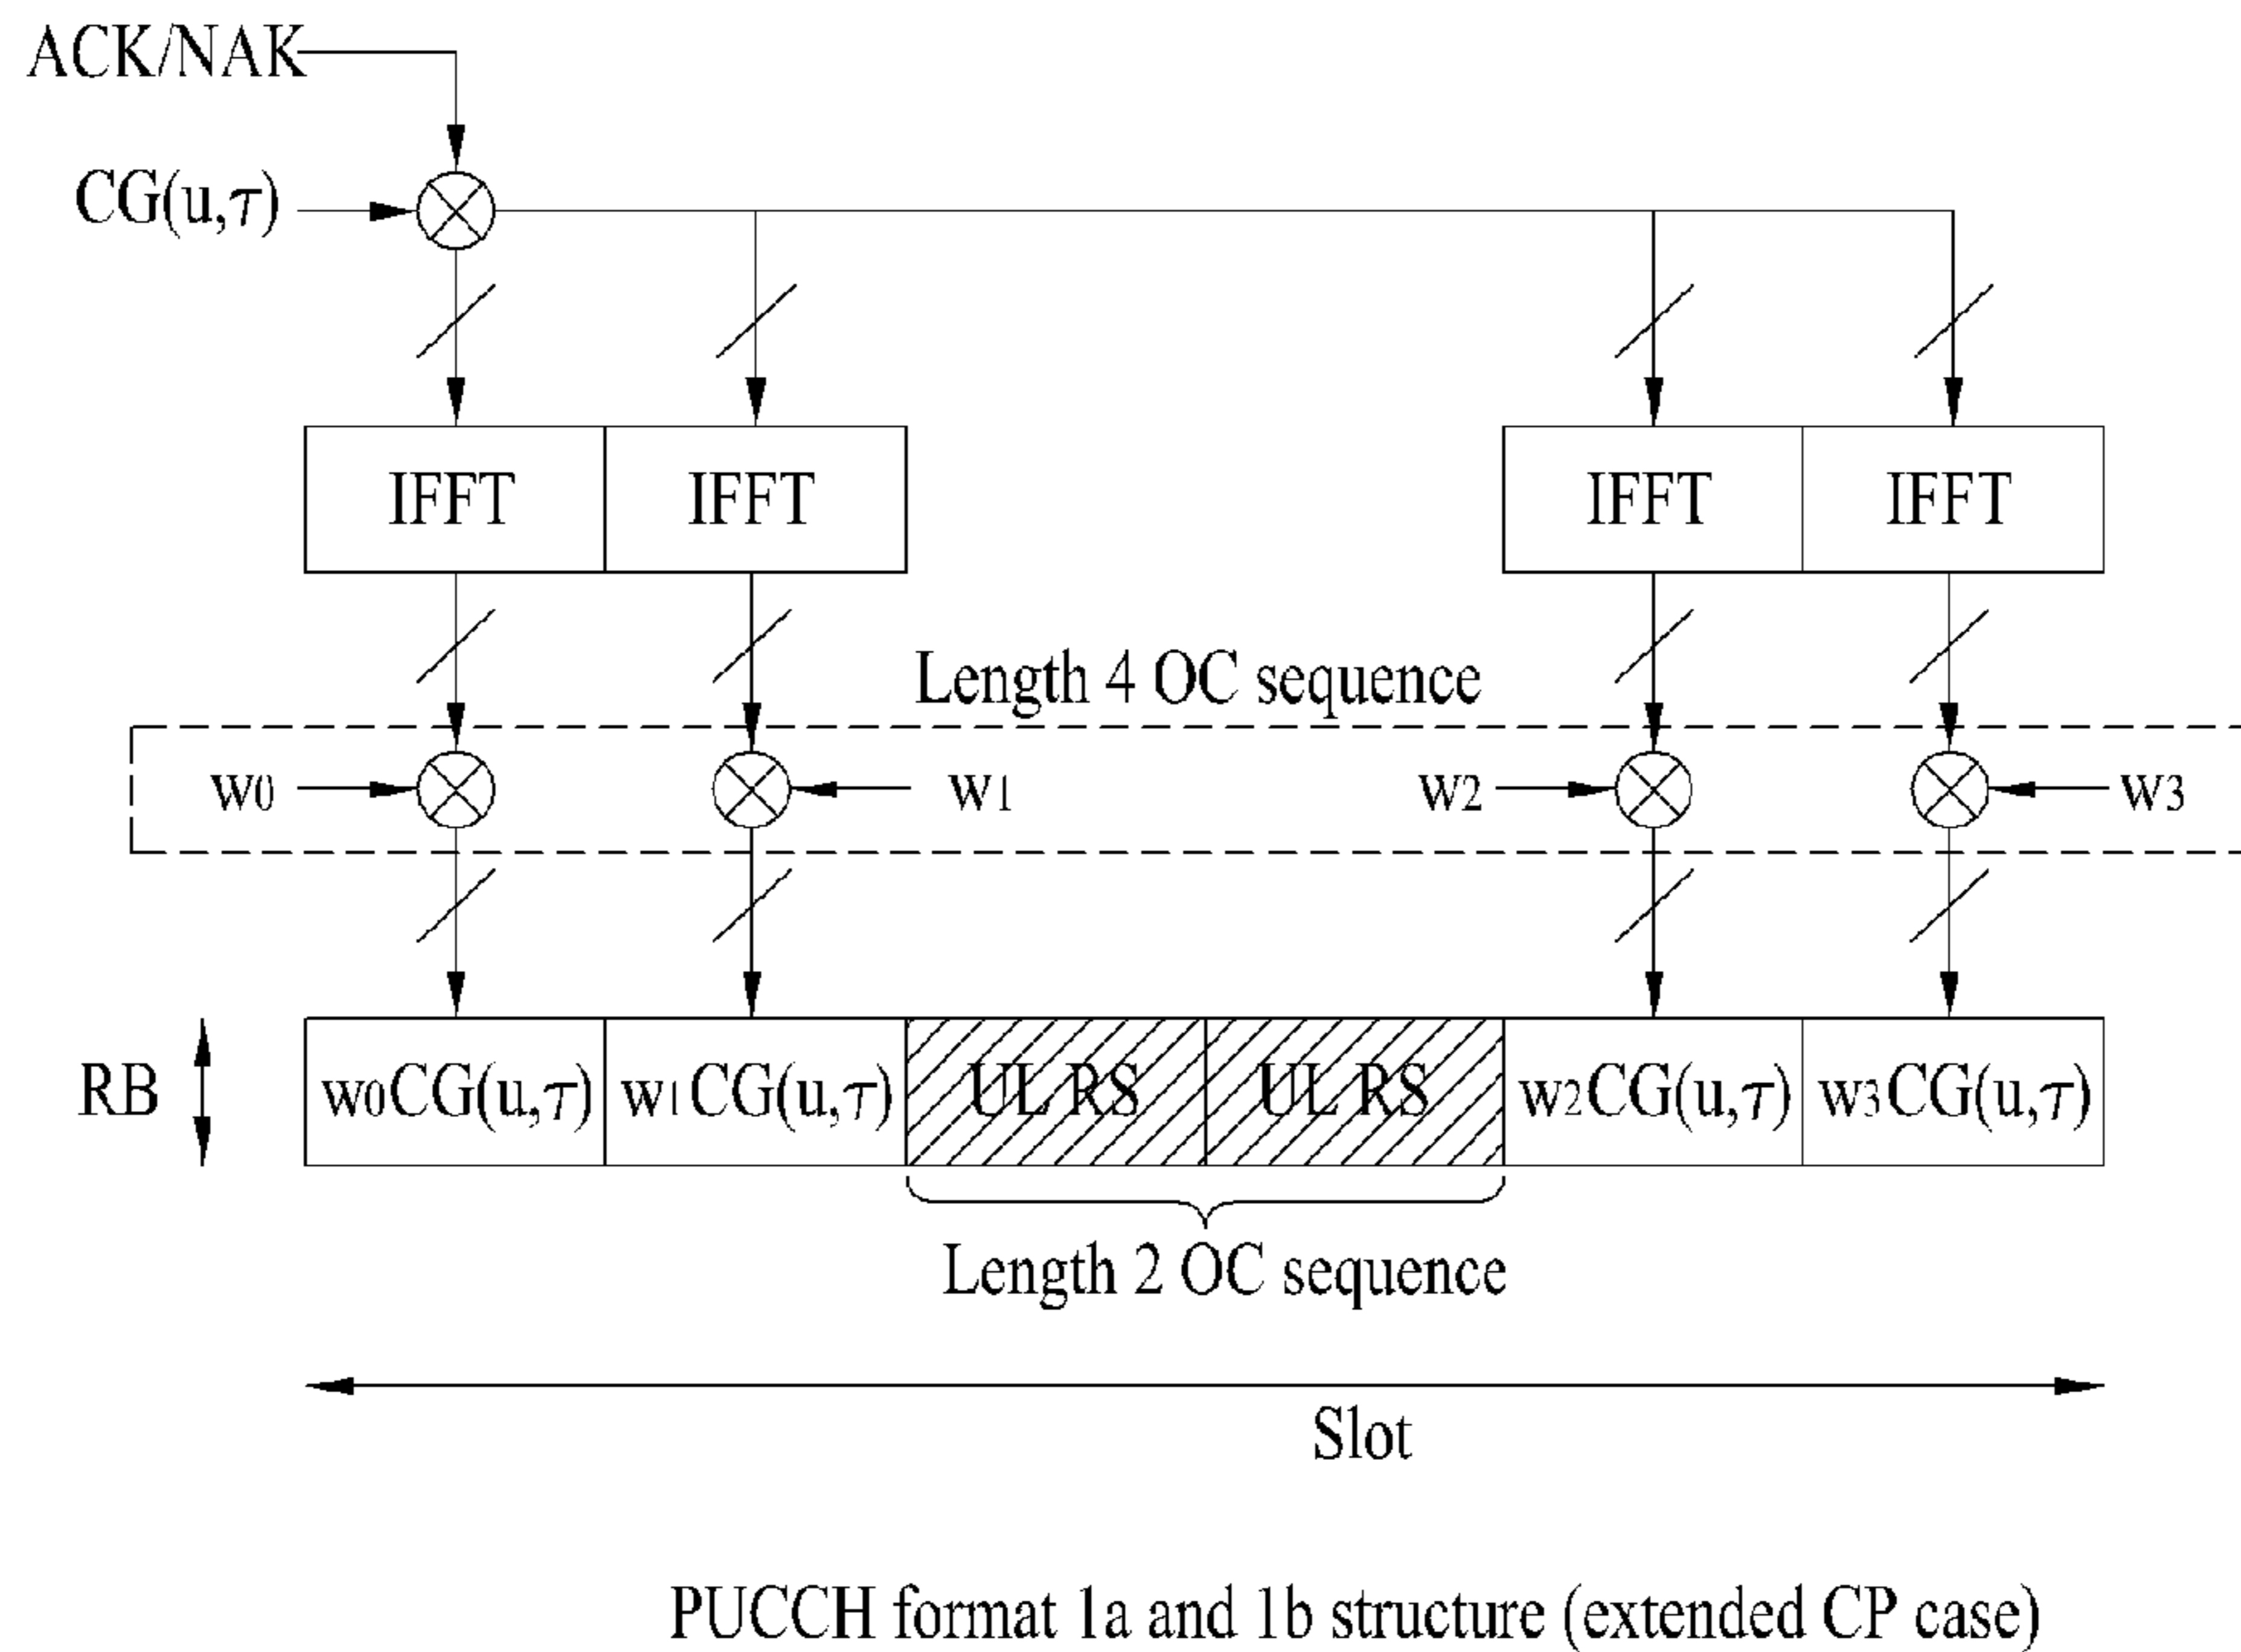 ACK/NAK
CG(u,τ)
IFFT IFFT IFFT IFFT
Length 4 OC sequence
w0 w1 w2 w3
RB w0CG(u,τ) w1CG(u,τ) UL RS UL RS w2CG(u,τ) w3CG(u,τ)
Length 2 OC sequence
Slot
PUCCH format 1a and 1b structure (extended CP case)